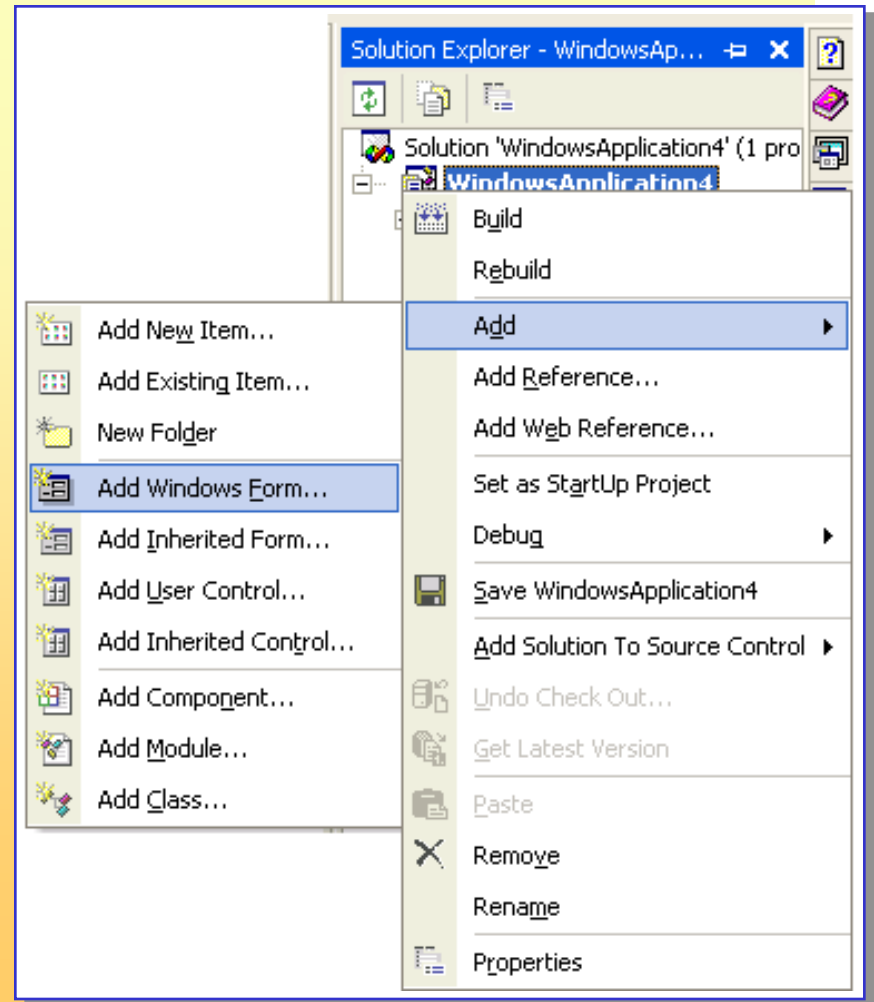 Solution Explorer - WindowsAp...
Solution 'WindowsApplication4' (1 pro
WindowsApplication4
Build
Rebuild
Add
Add Reference...
Add Web Reference...
Set as StartUp Project
Debug
Save WindowsApplication4
Add Solution To Source Control
Undo Check Out...
Get Latest Version
Paste
Remove
Rename
Properties
Add New Item...
Add Existing Item...
New Folder
Add Windows Form...
Add Inherited Form...
Add User Control...
Add Inherited Control...
Add Component...
Add Module...
Add Class...